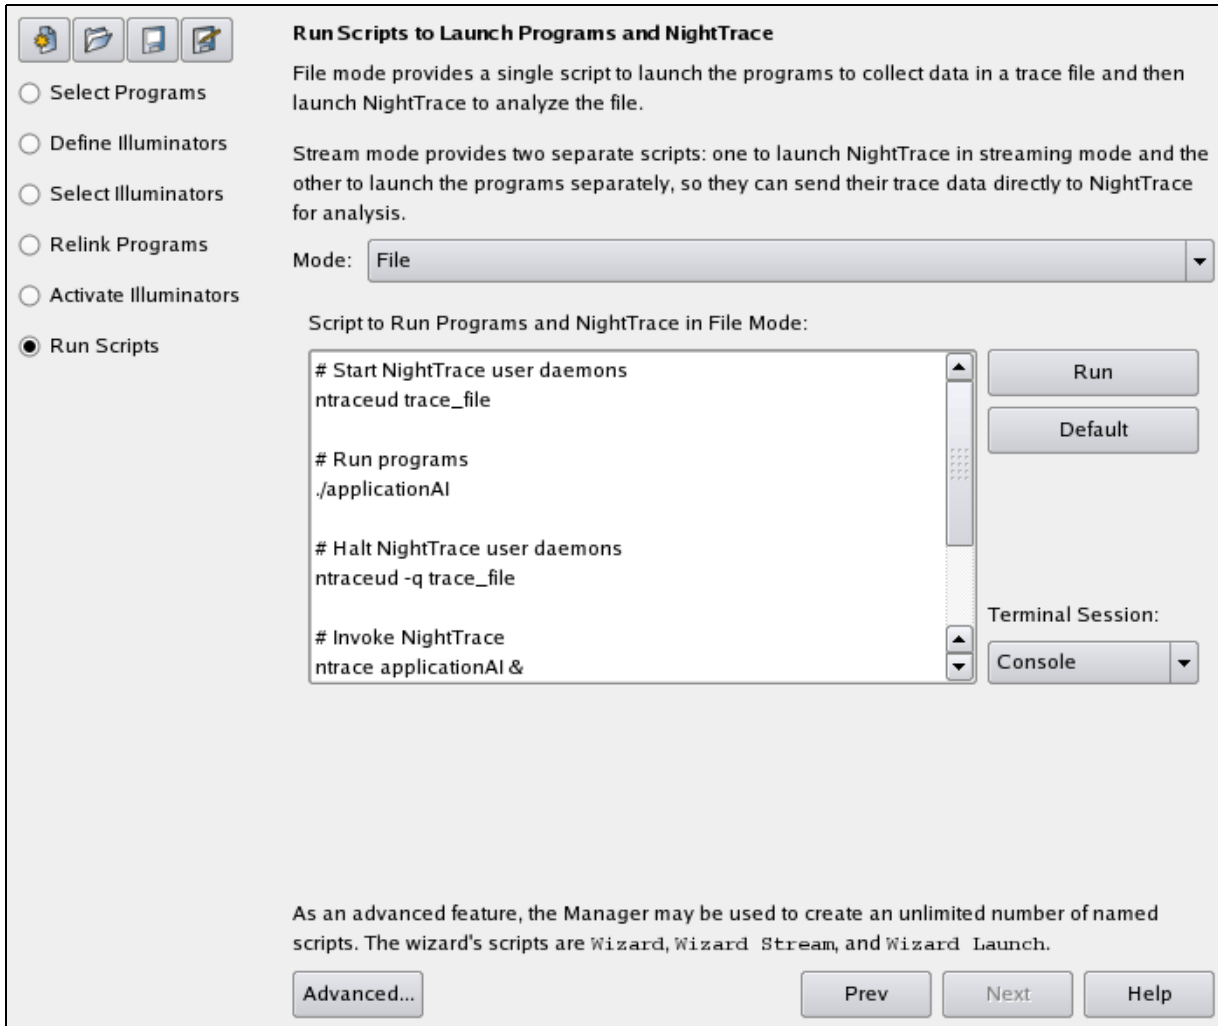 Run Scripts to Launch Programs and NightTrace
Select Programs
Define Illuminators
Select Illuminators
Relink Programs
Activate Illuminators
Run Scripts
File mode provides a single script to launch the programs to collect data in a trace file and then
launch NightTrace to analyze the file.
Stream mode provides two separate scripts: one to launch NightTrace in streaming mode and the
other to launch the programs separately, so they can send their trace data directly to NightTrace
for analysis.
Mode: File
Script to Run Programs and NightTrace in File Mode:
# Start NightTrace user daemons
ntraceud trace_file
# Run programs
./applicationAI
# Halt NightTrace user daemons
ntraceud -q trace_file
# Invoke NightTrace
ntrace applicationAI &
Run
Default
Terminal Session:
Console
As an advanced feature, the Manager may be used to create an unlimited number of named
scripts. The wizard's scripts are Wizard, Wizard Stream, and Wizard Launch.
Advanced... Prev Next Help